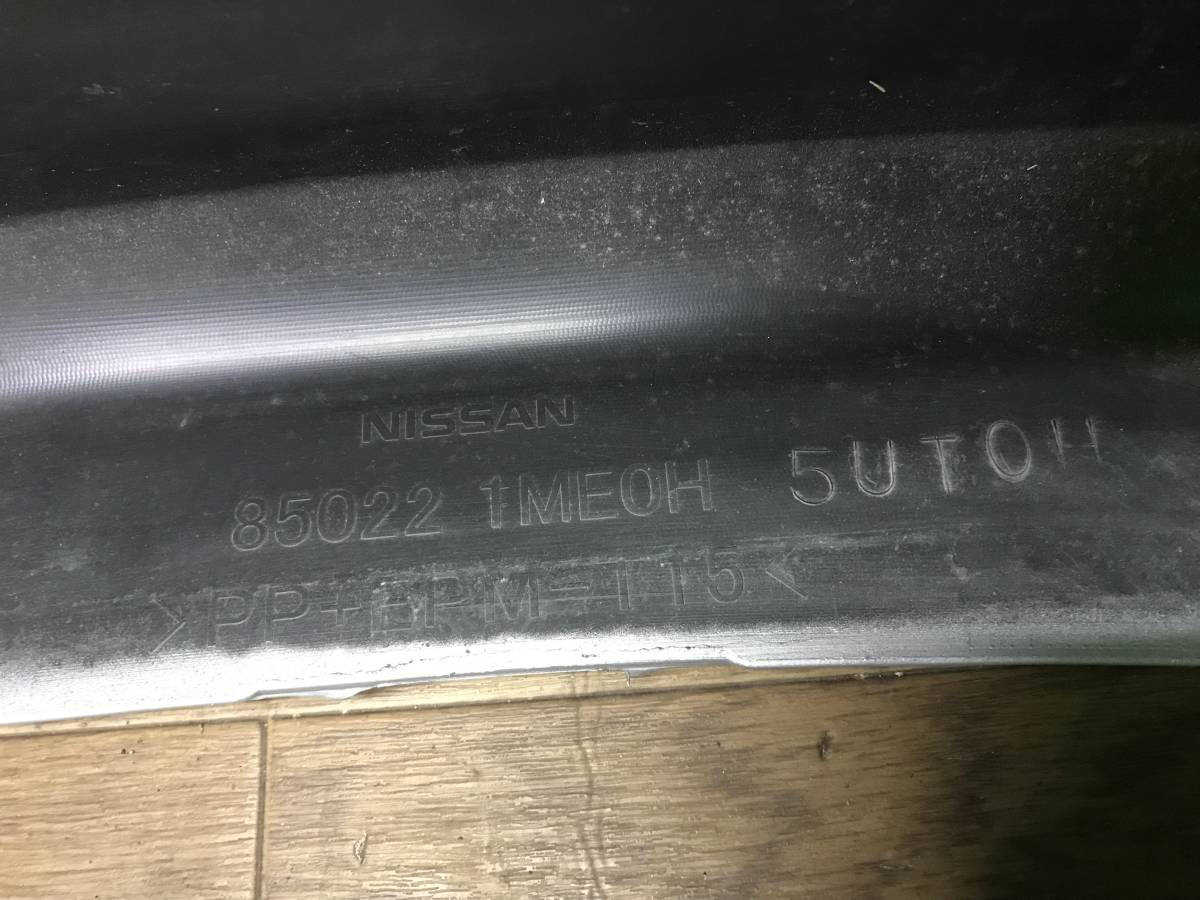 NISSAN
85022 1ME0H 5UT0H
>PP+EPM-T15<